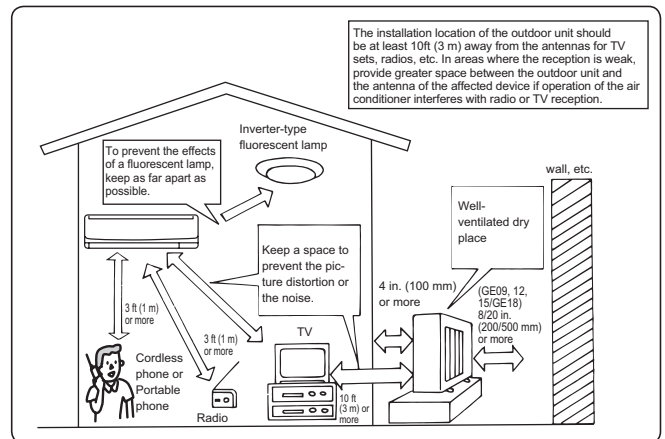 The installation location of the outdoor unit should
be at least 10ft (3 m) away from the antennas for TV
sets, radios, etc. In areas where the reception is weak,
provide greater space between the outdoor unit and
the antenna of the affected device if operation of the air
conditioner interferes with radio or TV reception.
Inverter-type
fluorescent lamp
To prevent the effects
of a fluorescent lamp,
keep as far apart as
possible.
wall, etc.
Well-
ventilated dry
place
Keep a space to
prevent the pic-
ture distortion or
the noise.
4 in. (100 mm)
or more
(GE09, 12,
15/GE18)
8/20 in.
(200/500 mm)
or more
3 ft (1 m)
or more
3 ft (1 m)
or more
TV
Cordless
phone or
Portable
phone
Radio
10 ft
(3 m) or
more